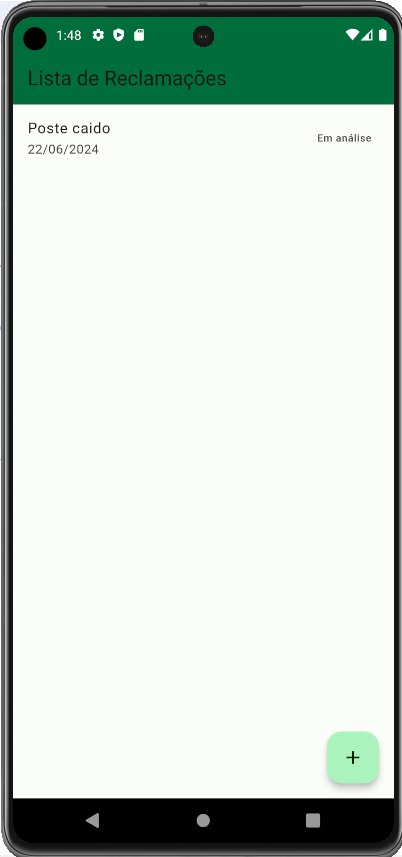 1:48
Lista de Reclamações
Poste caido
22/06/2024
Em análise
+